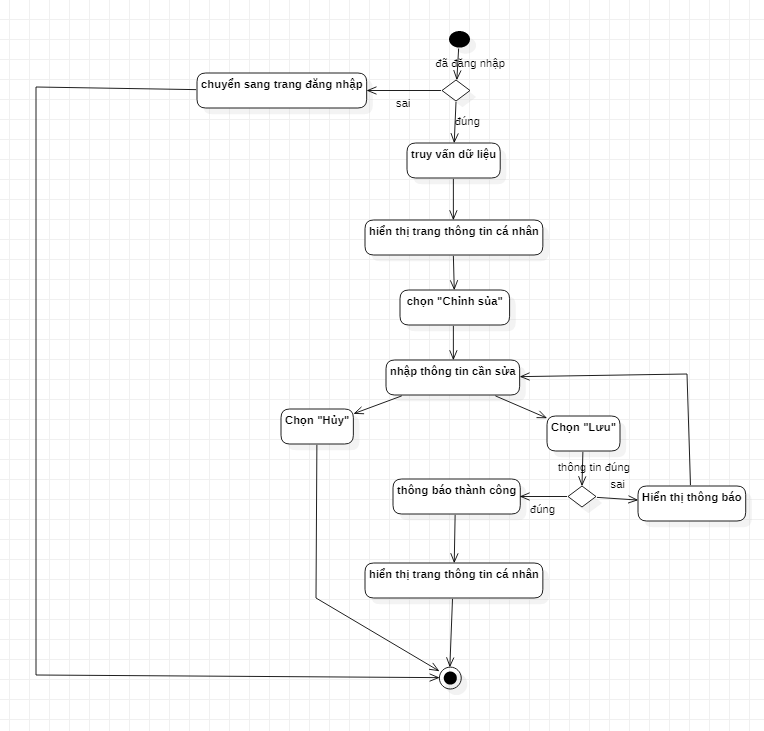 đã đăng nhập
chuyển sang trang đăng nhập
sai
đúng
truy vấn dữ liệu
hiển thị trang thông tin cá nhân
chọn "Chỉnh sủa"
nhập thông tin cần sửa
Chọn "Hủy"
Chọn "Lưu"
thông tin đúng
sai
thông báo thành công
Hiển thị thông báo
đúng
hiển thị trang thông tin cá nhân